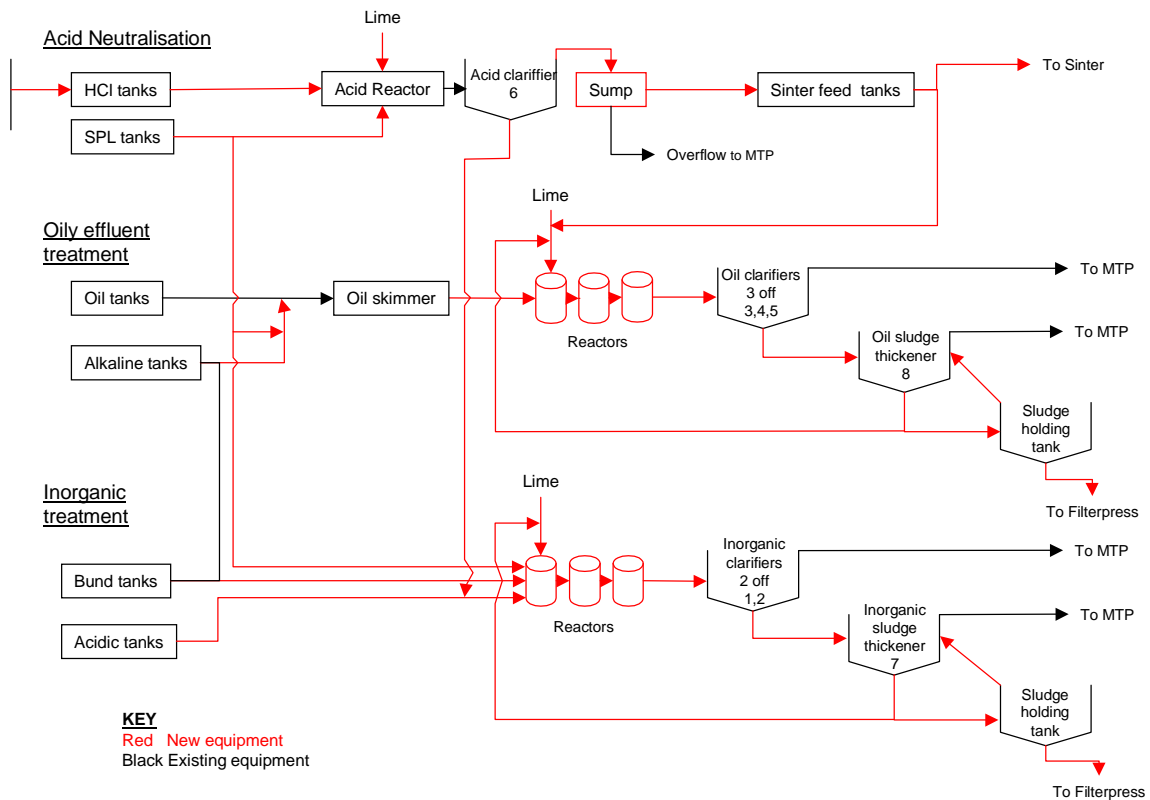 Acid Neutralisation
Lime
HCl tanks
Acid Reactor
Acid clariffier
6
Sump
Sinter feed tanks
To Sinter
SPL tanks
Overflow to MTP
Oily effluent
treatment
Lime
Oil tanks
Oil skimmer
Reactors
Oil clarifiers
3 off
3,4,5
To MTP
Alkaline tanks
Oil sludge
thickener
8
To MTP
Sludge
holding
tank
To Filterpress
Inorganic
treatment
Lime
Bund tanks
Acidic tanks
Reactors
Inorganic
clarifiers
2 off
1,2
To MTP
Inorganic
sludge
thickener
7
To MTP
Sludge
holding
tank
To Filterpress
KEY
Red New equipment
Black Existing equipment